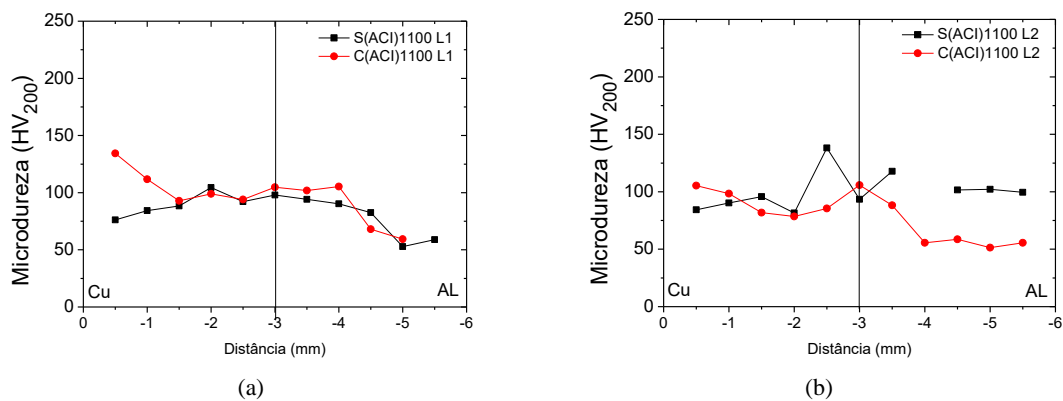 250
200
150
100
50
0
Microdureza (HV200)
S(ACI)1100 L1
C(ACI)1100 L1
Cu
AL
0 -1 -2 -3 -4 -5 -6
Distância (mm)
(a)
250
200
150
100
50
0
Microdureza (HV200)
S(ACI)1100 L2
C(ACI)1100 L2
Cu
AL
0 -1 -2 -3 -4 -5 -6
Distância (mm)
(b)